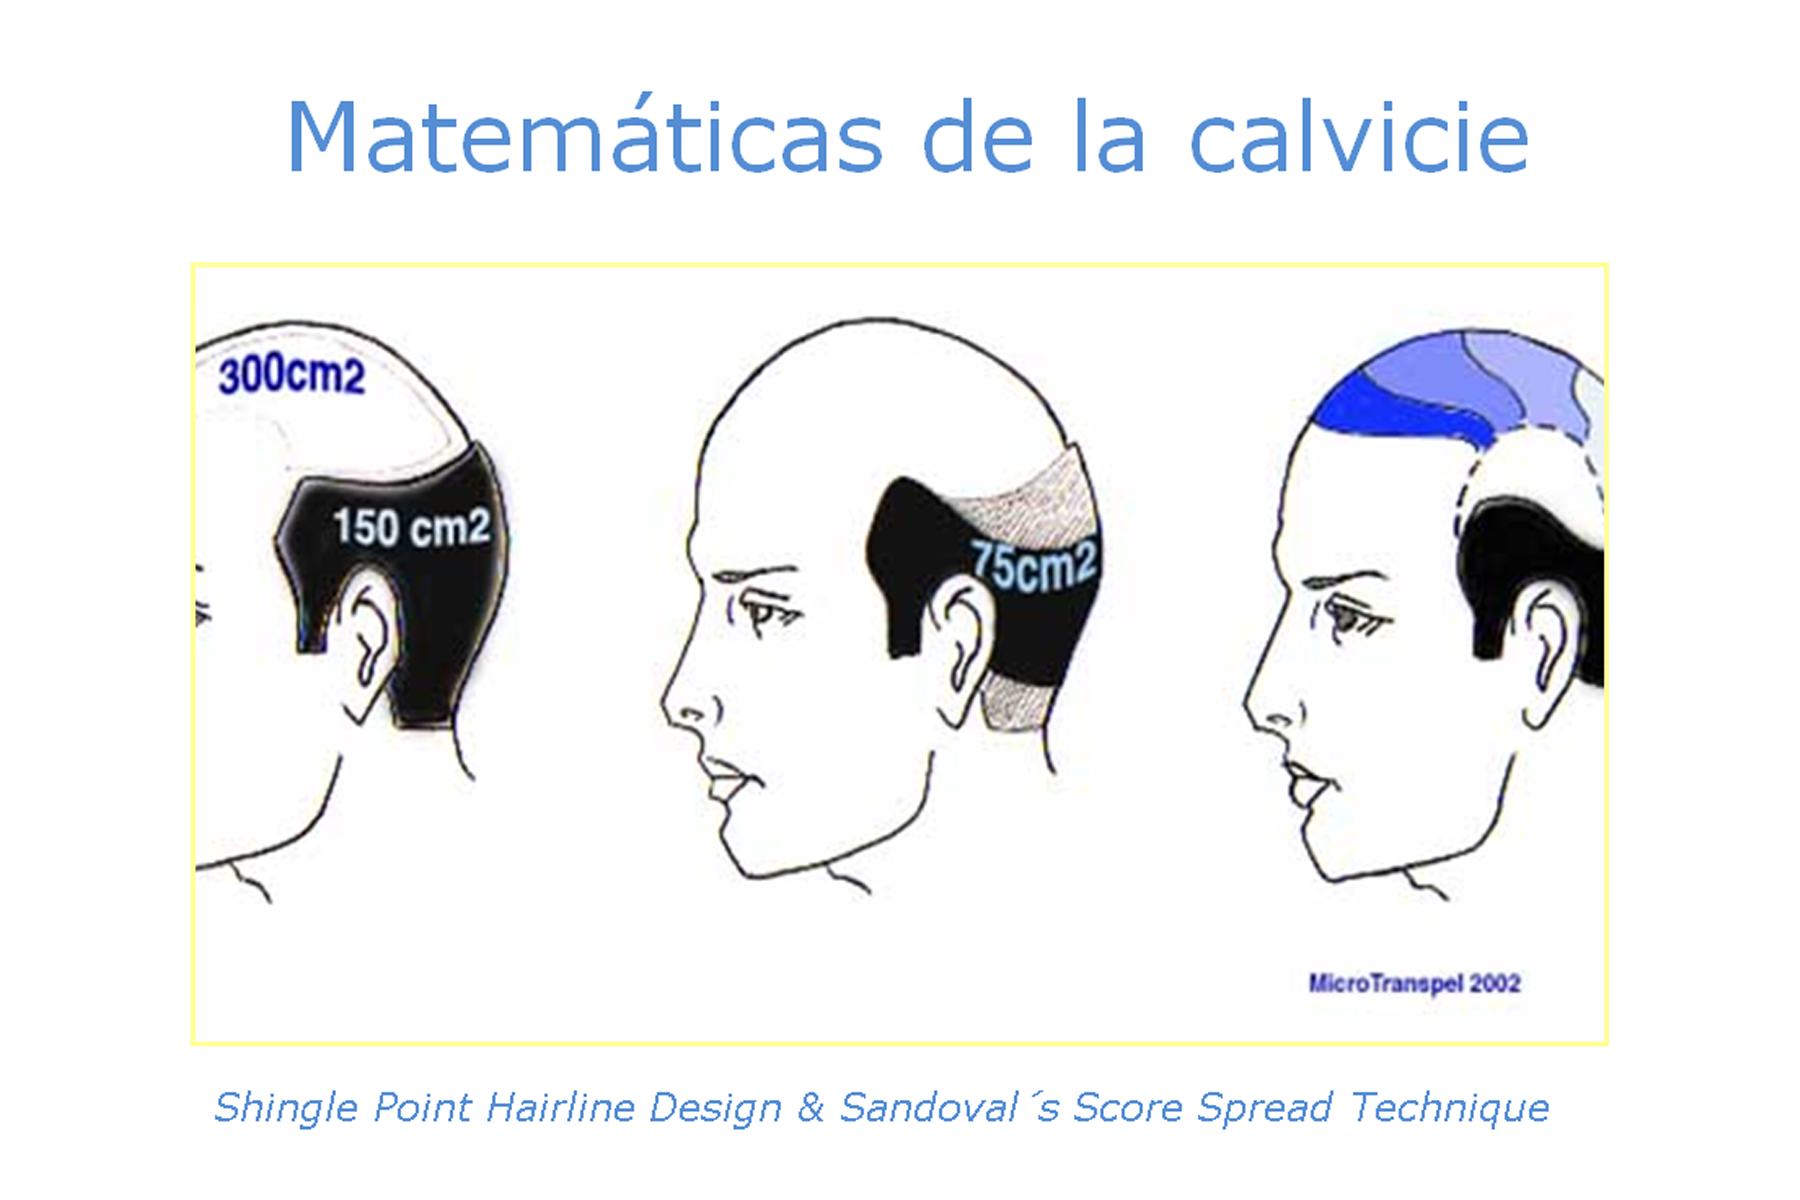 Matemáticas de la calvicie
300cm2
150 cm2
75cm2
MicroTranspel 2002
Shingle Point Hairline Design & Sandoval´s Score Spread Technique